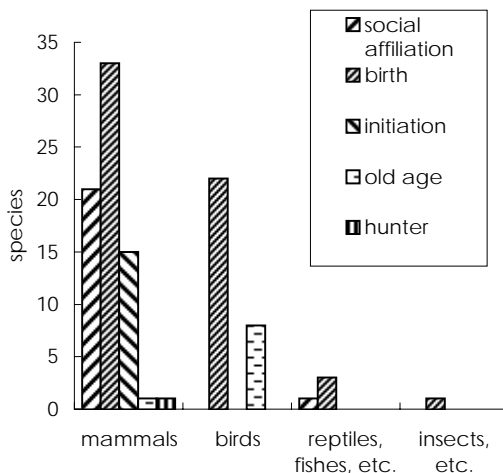 35
30
25
20
15
10
5
0
species
mammals
birds
reptiles,
fishes, etc.
insects,
etc.
social
affiliation
birth
initiation
old age
hunter